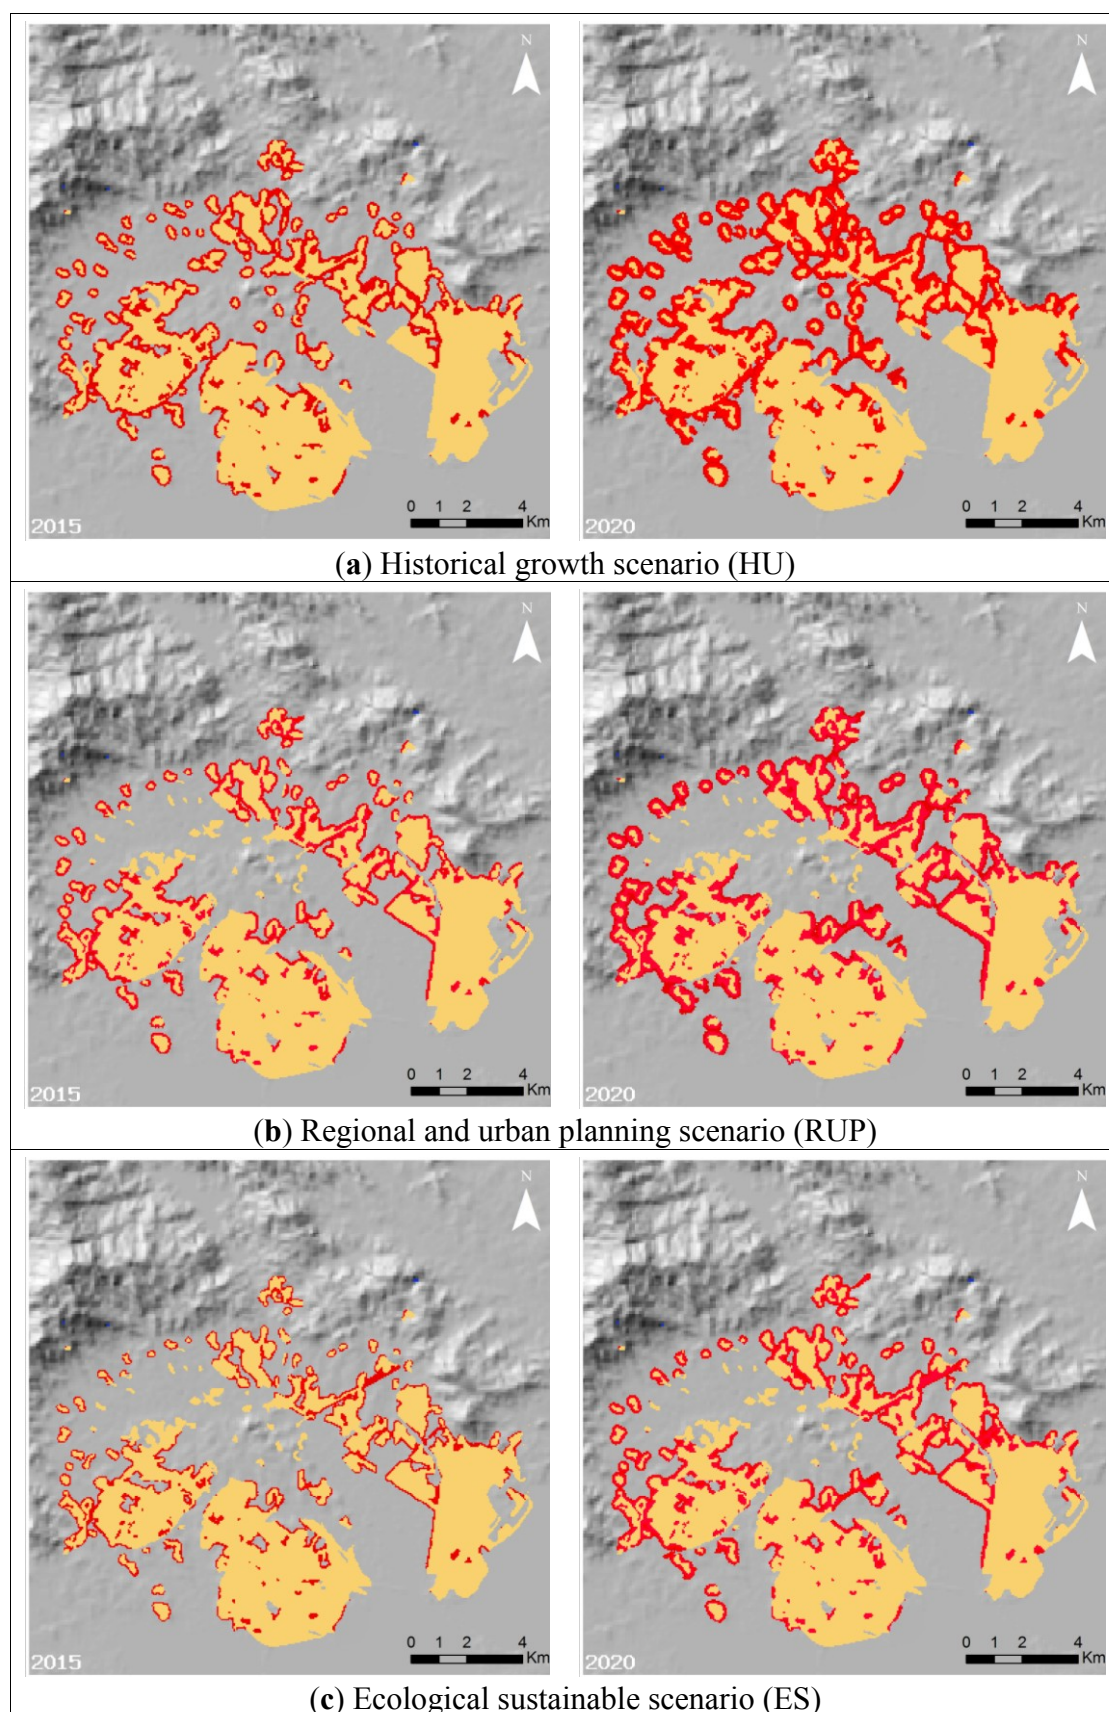 N N
0 1 2 4 Km 0 1 2 4 Km
2015 2020
(a) Historical growth scenario (HU)
N N
0 1 2 4 Km 0 1 2 4 Km
2015 2020
(b) Regional and urban planning scenario (RUP)
N N
0 1 2 4 Km 0 1 2 4 Km
2015 2020
(c) Ecological sustainable scenario (ES)